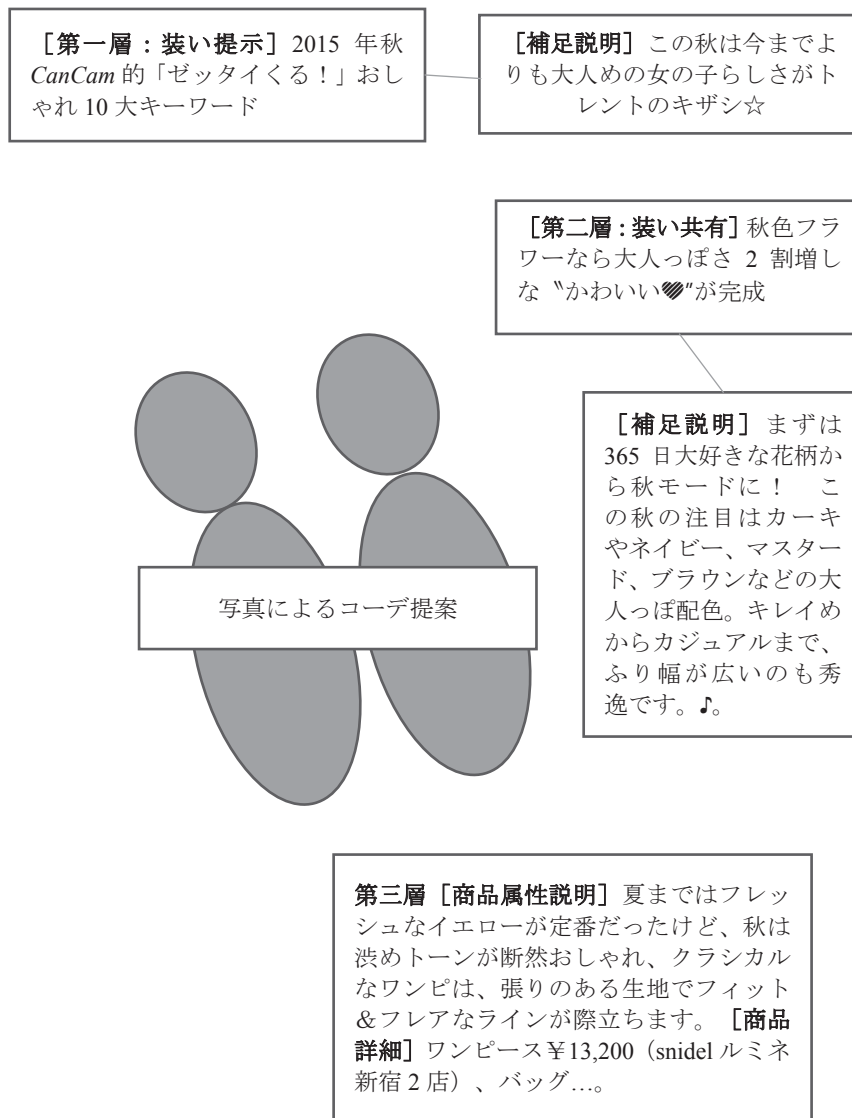 ［第一層：装い提示］2015 年秋
CanCam 的「ゼッタイくる！」おし
ゃれ 10 大キーワード
［補足説明］この秋は今までよ
りも大人めの女の子らしさがト
レントのキザシ☆
［第二層：装い共有］秋色フラ
ワーなら大人っぽさ 2 割増し
な〝かわいい♥″が完成
［補足説明］まずは
365 日大好きな花柄か
ら秋モードに！　こ
の秋の注目はカーキ
やネイビー、マスター
ド、ブラウンなどの大
人っぽ配色。キレイめ
からカジュアルまで、
ふり幅が広いのも秀
逸です。♪。
写真によるコーデ提案
第三層［商品属性説明］夏まではフレッ
シュなイエローが定番だったけど、秋は
渋めトーンが断然おしゃれ、クラシカル
なワンピは、張りのある生地でフィット
＆フレアなラインが際立ちます。［商品
詳細］ワンピース￥13,200（snidel ルミネ
新宿 2 店）、バッグ…。